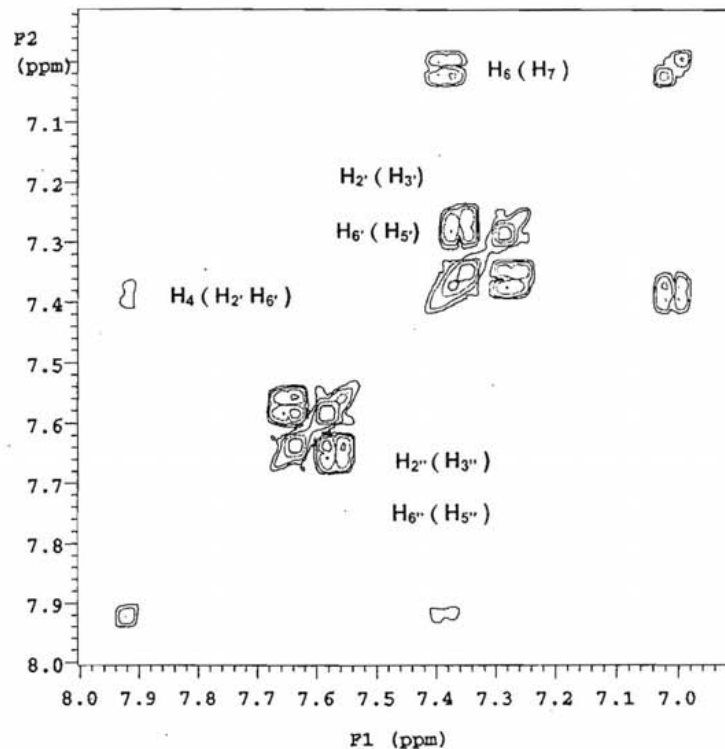 F2
(ppm)
H6 (H7)
7.1
H2' (H3')
7.2
H6' (H5')
7.3
H4 (H2' H6')
7.4
7.5
7.6
H2'' (H3'')
7.7
H6'' (H5'')
7.8
7.9
8.0
8.0 7.9 7.8 7.7 7.6 7.5 7.4 7.3 7.2 7.1 7.0
F1 (ppm)